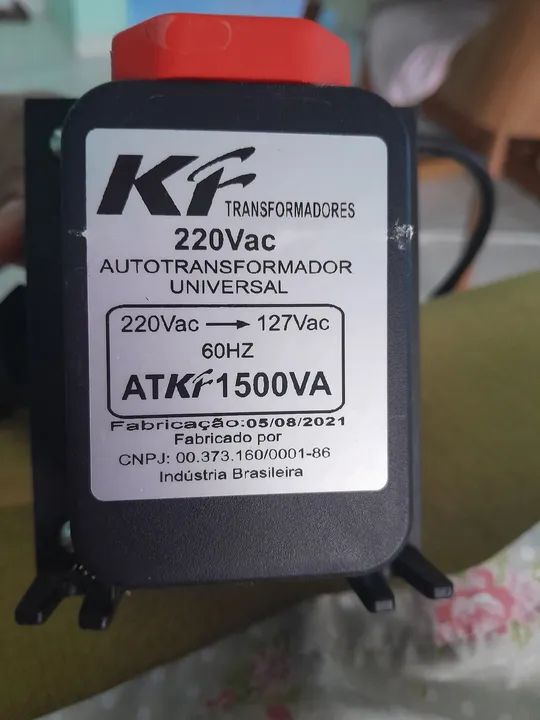 KF TRANSFORMADORES
220Vac
AUTOTRANSFORMADOR
UNIVERSAL
220Vac → 127Vac
60HZ
ATKF1500VA
Fabricação:05/08/2021
Fabricado por
CNPJ: 00.373.160/0001-86
Indústria Brasileira